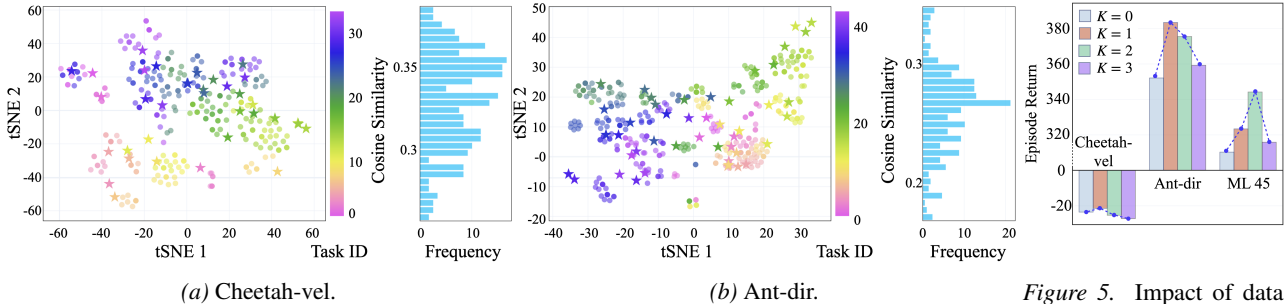 60
40
20
0
-20
-40
-60
tSNE 2
-60
-40
-20
0
20
40
60
tSNE 1
Task ID
30
20
10
0
Cosine Similarity
0.35
0.3
0
10
Frequency
(a) Cheetah-vel.
50
40
30
20
10
-0
-10
-20
tSNE 2
-40
-30
-20
-10
0
10
20
30
40
tSNE 1
Task ID
40
20
0
Cosine Similarity
0.3
0.2
0
10
20
Frequency
(b) Ant-dir.
Episode Return
380
360
340
320
0
-20
K = 0
K = 1
K = 2
K = 3
Cheetah-
vel
Ant-dir
ML 45
Figure 5. Impact of data